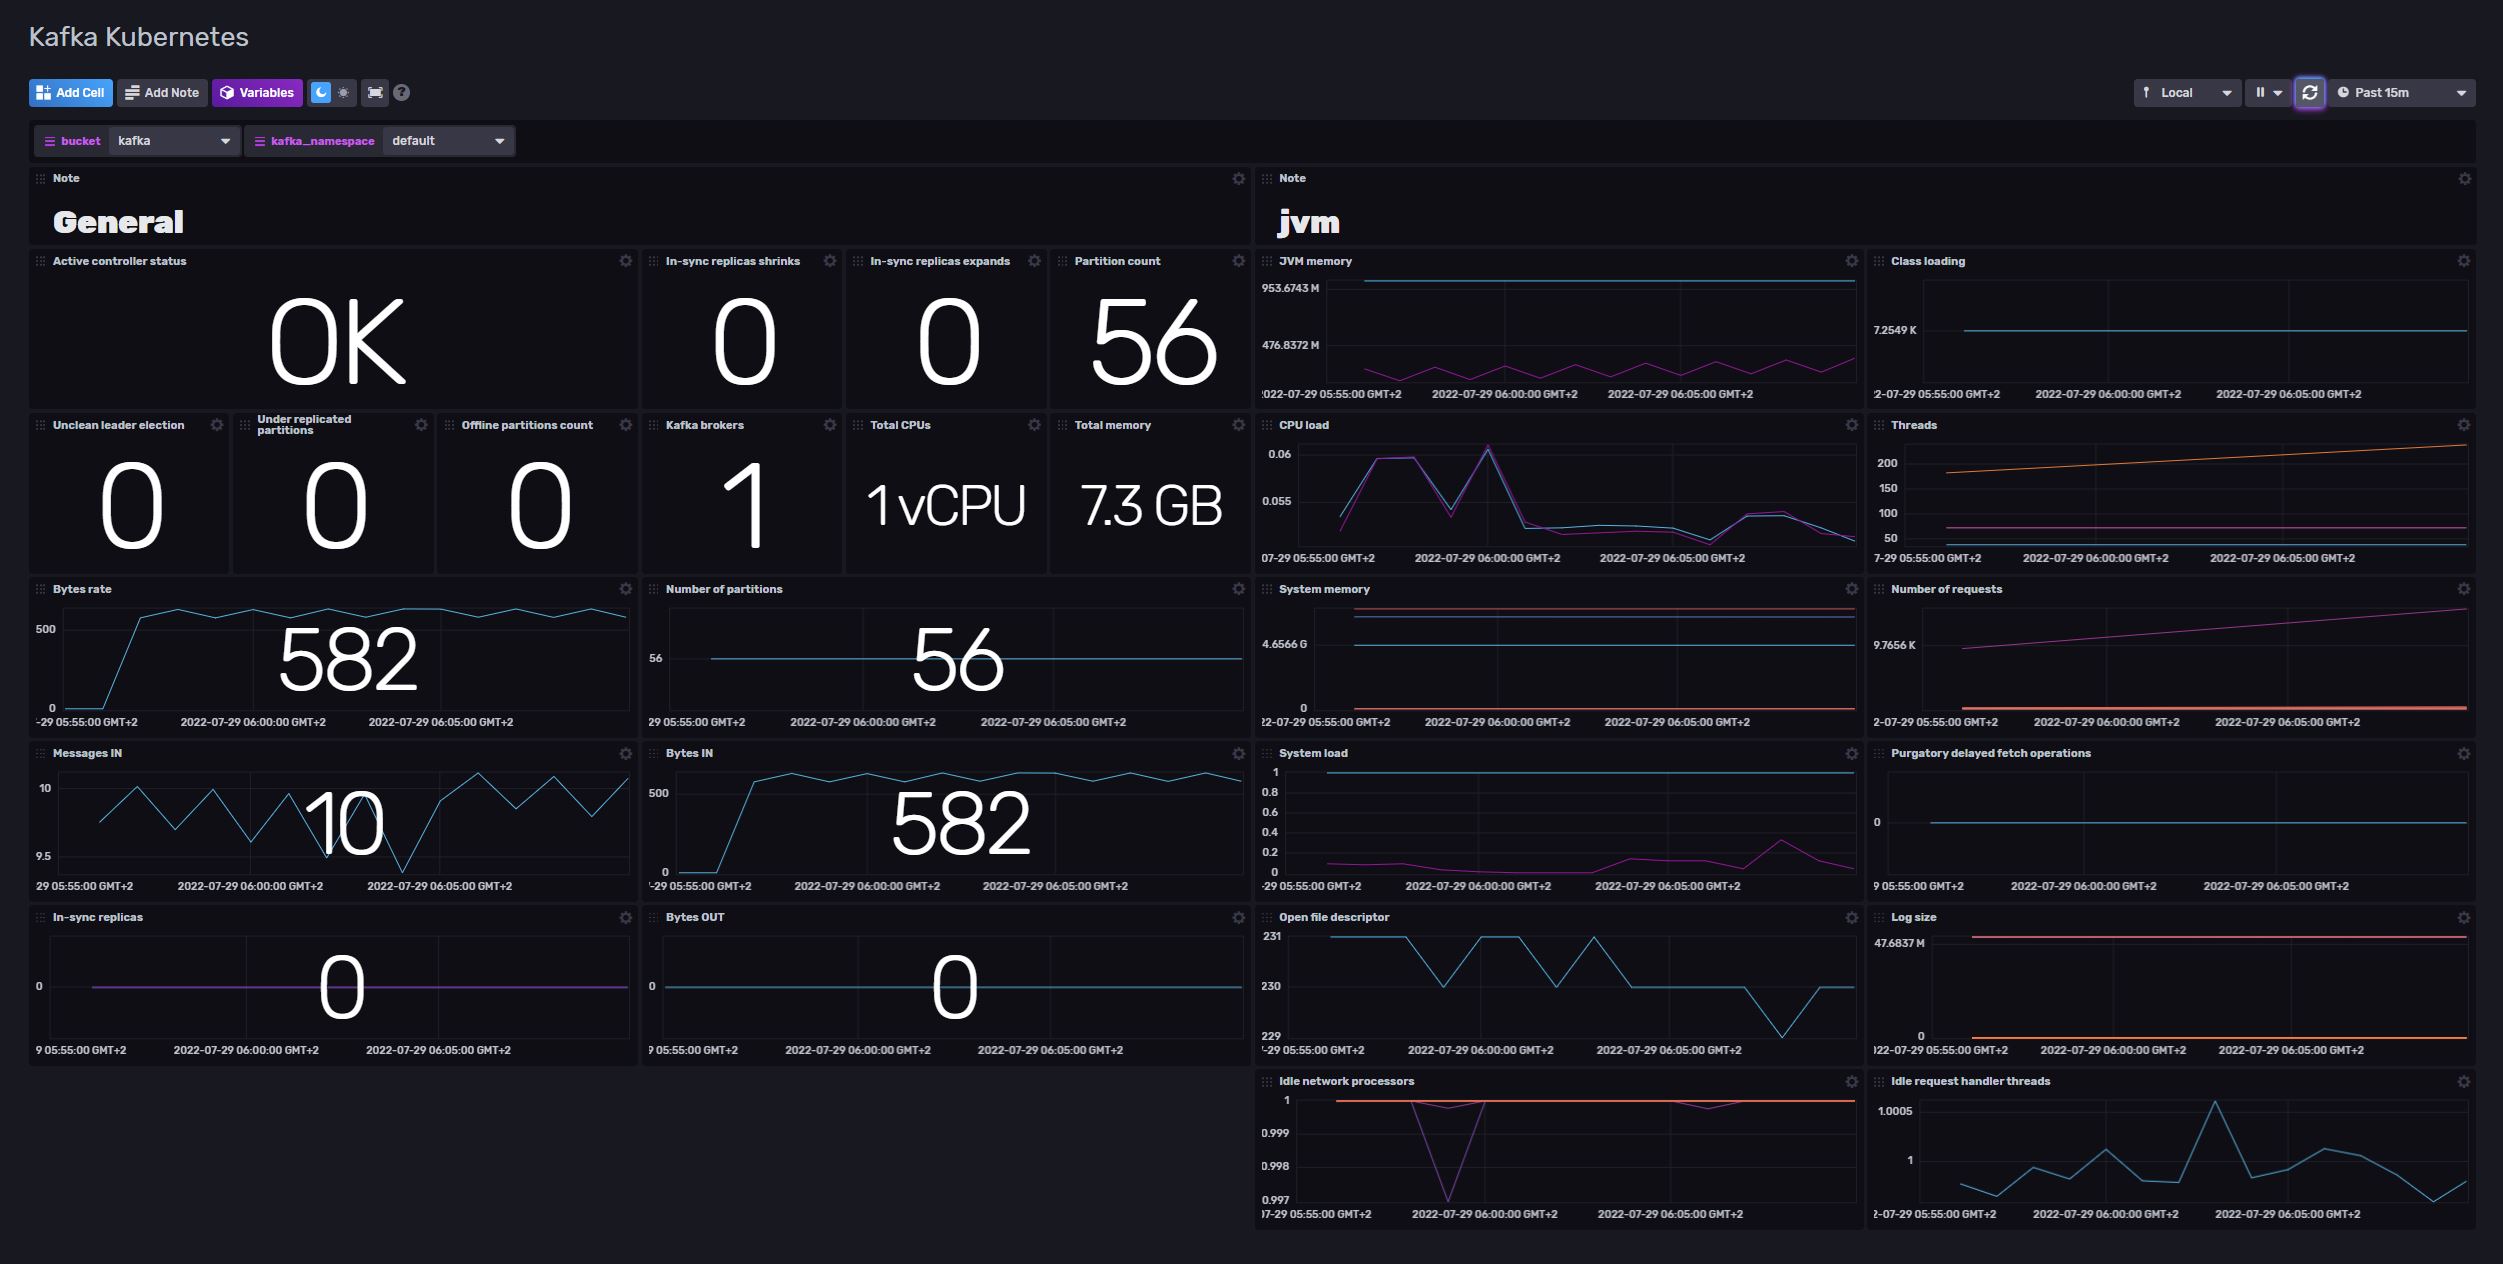 Kafka Kubernetes
Add Cell Add Note Variables ? Local Past 15m
bucket kafka kafka_namespace default
Note
General
Note
jvm
Active controller status
OK
In-sync replicas shrinks
0
In-sync replicas expands
0
Partition count
56
JVM memory
953.6743 M
476.8372 M
2022-07-29 05:55:00 GMT+2 2022-07-29 06:00:00 GMT+2 2022-07-29 06:05:00 GMT+2
Class loading
7.2549 K
2-07-29 05:55:00 GMT+2 2022-07-29 06:00:00 GMT+2 2022-07-29 06:05:00 GMT+2
Unclean leader election
0
Under replicated
partitions
0
Offline partitions count
0
Kafka brokers
1
Total CPUs
1 vCPU
Total memory
7.3 GB
CPU load
0.06
0.055
07-29 05:55:00 GMT+2 2022-07-29 06:00:00 GMT+2 2022-07-29 06:05:00 GMT+2
Threads
200
150
100
50
7-29 05:55:00 GMT+2 2022-07-29 06:00:00 GMT+2 2022-07-29 06:05:00 GMT+2
Bytes rate
500
582
0
-29 05:55:00 GMT+2 2022-07-29 06:00:00 GMT+2 2022-07-29 06:05:00 GMT+2
Number of partitions
56
56
29 05:55:00 GMT+2 2022-07-29 06:00:00 GMT+2 2022-07-29 06:05:00 GMT+2
System memory
4.6566 G
0
22-07-29 05:55:00 GMT+2 2022-07-29 06:00:00 GMT+2 2022-07-29 06:05:00 GMT+2
Number of requests
9.7656 K
2-07-29 05:55:00 GMT+2 2022-07-29 06:00:00 GMT+2 2022-07-29 06:05:00 GMT+2
Messages IN
10
10
9.5
29 05:55:00 GMT+2 2022-07-29 06:00:00 GMT+2 2022-07-29 06:05:00 GMT+2
Bytes IN
500
582
0
-29 05:55:00 GMT+2 2022-07-29 06:00:00 GMT+2 2022-07-29 06:05:00 GMT+2
System load
1
0.8
0.6
0.4
0.2
0
-29 05:55:00 GMT+2 2022-07-29 06:00:00 GMT+2 2022-07-29 06:05:00 GMT+2
Purgatory delayed fetch operations
0
9 05:55:00 GMT+2 2022-07-29 06:00:00 GMT+2 2022-07-29 06:05:00 GMT+2
In-sync replicas
0
0
9 05:55:00 GMT+2 2022-07-29 06:00:00 GMT+2 2022-07-29 06:05:00 GMT+2
Bytes OUT
0
0
9 05:55:00 GMT+2 2022-07-29 06:00:00 GMT+2 2022-07-29 06:05:00 GMT+2
Open file descriptor
231
230
229
-29 05:55:00 GMT+2 2022-07-29 06:00:00 GMT+2 2022-07-29 06:05:00 GMT+2
Log size
47.6837 M
0
22-07-29 05:55:00 GMT+2 2022-07-29 06:00:00 GMT+2 2022-07-29 06:05:00 GMT+2
Idle network processors
1
0.999
0.998
0.997
07-29 05:55:00 GMT+2 2022-07-29 06:00:00 GMT+2 2022-07-29 06:05:00 GMT+2
Idle request handler threads
1.0005
1
2-07-29 05:55:00 GMT+2 2022-07-29 06:00:00 GMT+2 2022-07-29 06:05:00 GMT+2